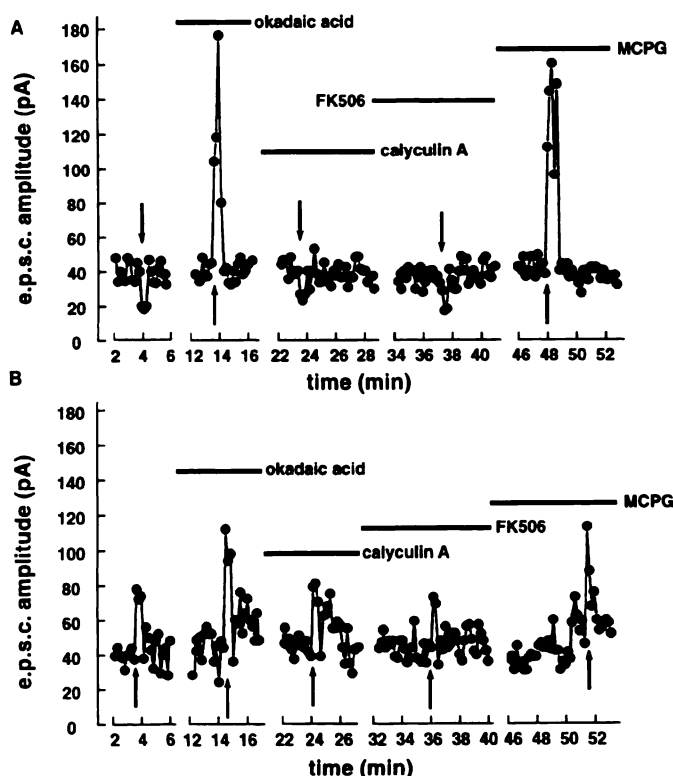 A
okadaic acid
MCPG
FK506
calyculin A
e.p.s.c. amplitude (pA)
180
160
140
120
100
80
60
40
20
0
2 4 6 12 14 16 22 24 26 28 34 36 38 40 46 48 50 52
time (min)
B
okadaic acid
MCPG
FK506
calyculin A
e.p.s.c. amplitude (pA)
180
160
140
120
100
80
60
40
20
0
2 4 6 12 14 16 22 24 26 32 34 36 38 40 46 48 50 52
time (min)